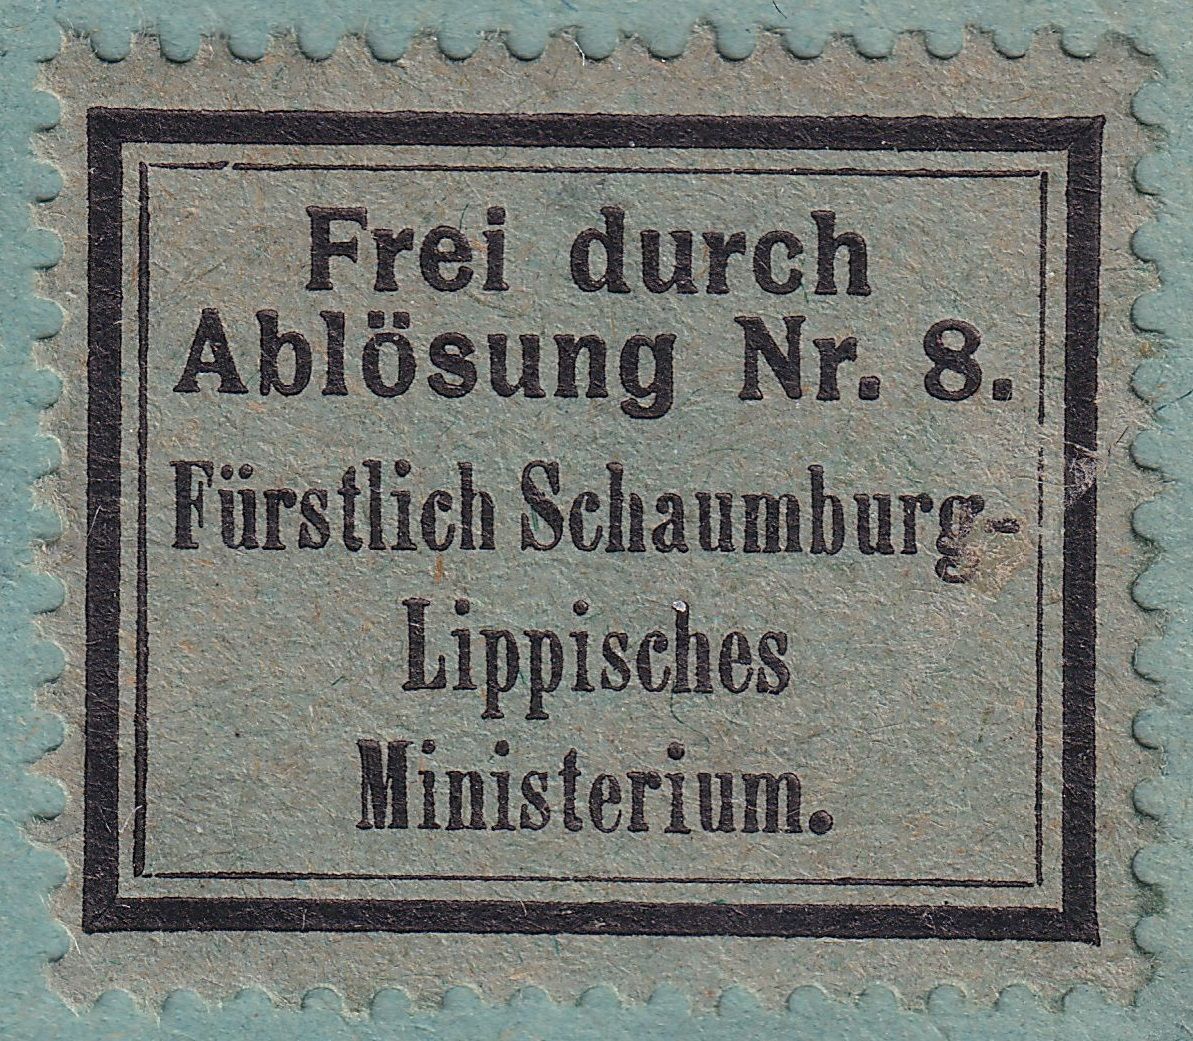 Frei durch
Ablösung Nr. 8.
Fürstlich Schaumburg-
Lippisches
Ministerium.